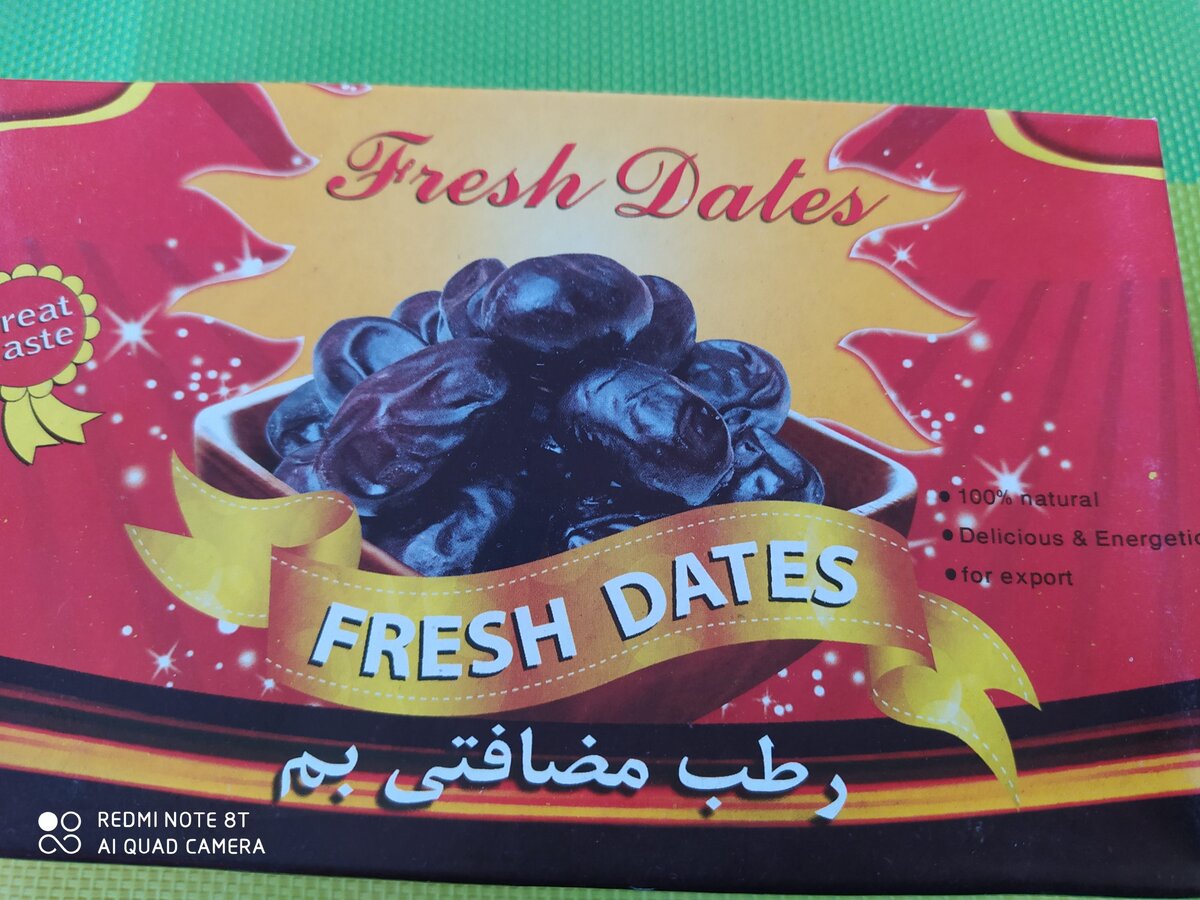 Fresh Dates
reat
aste
100% natural
Delicious & Energetic
for export
FRESH DATES
رطب مضافتی بم
REDMI NOTE 8T
AI QUAD CAMERA